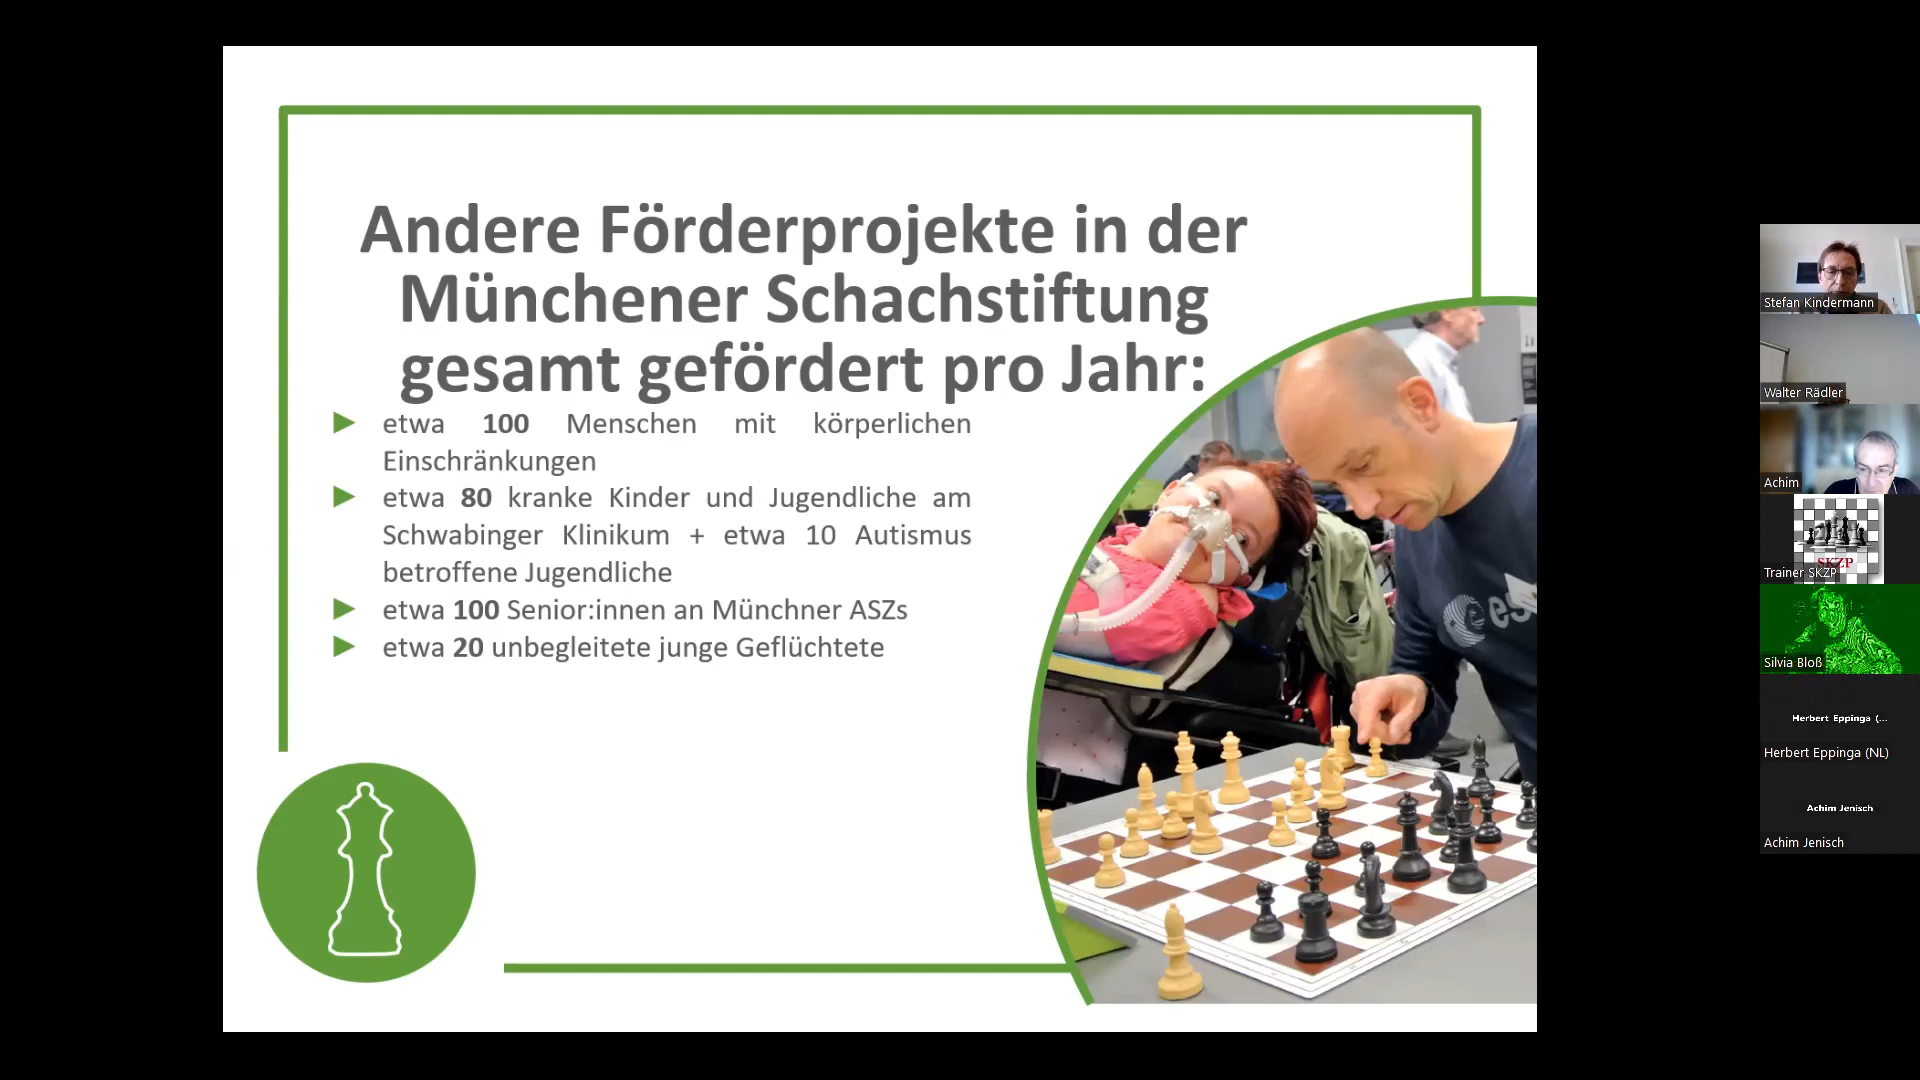 Andere Förderprojekte in der
Münchener Schachstiftung
gesamt gefördert pro Jahr:
etwa 100 Menschen mit körperlichen
Einschränkungen
etwa 80 kranke Kinder und Jugendliche am
Schwabinger Klinikum + etwa 10 Autismus
betroffene Jugendliche
etwa 100 Senior:innen an Münchner ASZs
etwa 20 unbegleitete junge Geflüchtete
es
Stefan Kindermann
Walter Rädler
Achim
SKZP
Trainer SKZP
Silvia Bloß
Herbert Eppinga (...
Herbert Eppinga (NL)
Achim Jenisch
Achim Jenisch